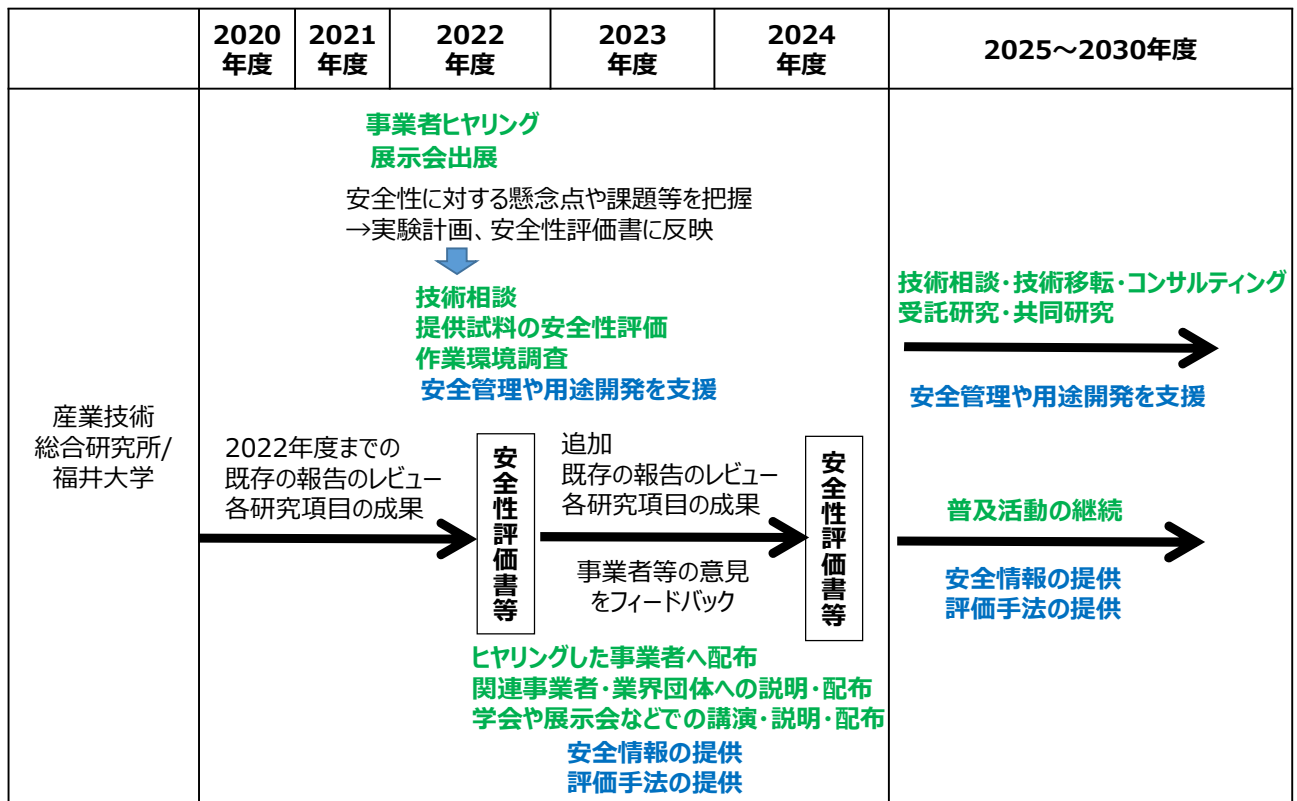 2020
年度
2021
年度
2022
年度
2023
年度
2024
年度
2025～2030年度
産業技術
総合研究所/
福井大学
事業者ヒヤリング
展示会出展
安全性に対する懸念点や課題等を把握
→実験計画、安全性評価書に反映
技術相談
提供試料の安全性評価
作業環境調査
安全管理や用途開発を支援
2022年度までの
既存の報告のレビュー
各研究項目の成果
安全性評価書等
追加
既存の報告のレビュー
各研究項目の成果
事業者等の意見
をフィードバック
安全性評価書等
ヒヤリングした事業者へ配布
関連事業者・業界団体への説明・配布
学会や展示会などでの講演・説明・配布
安全情報の提供
評価手法の提供
技術相談・技術移転・コンサルティング
受託研究・共同研究
安全管理や用途開発を支援
普及活動の継続
安全情報の提供
評価手法の提供